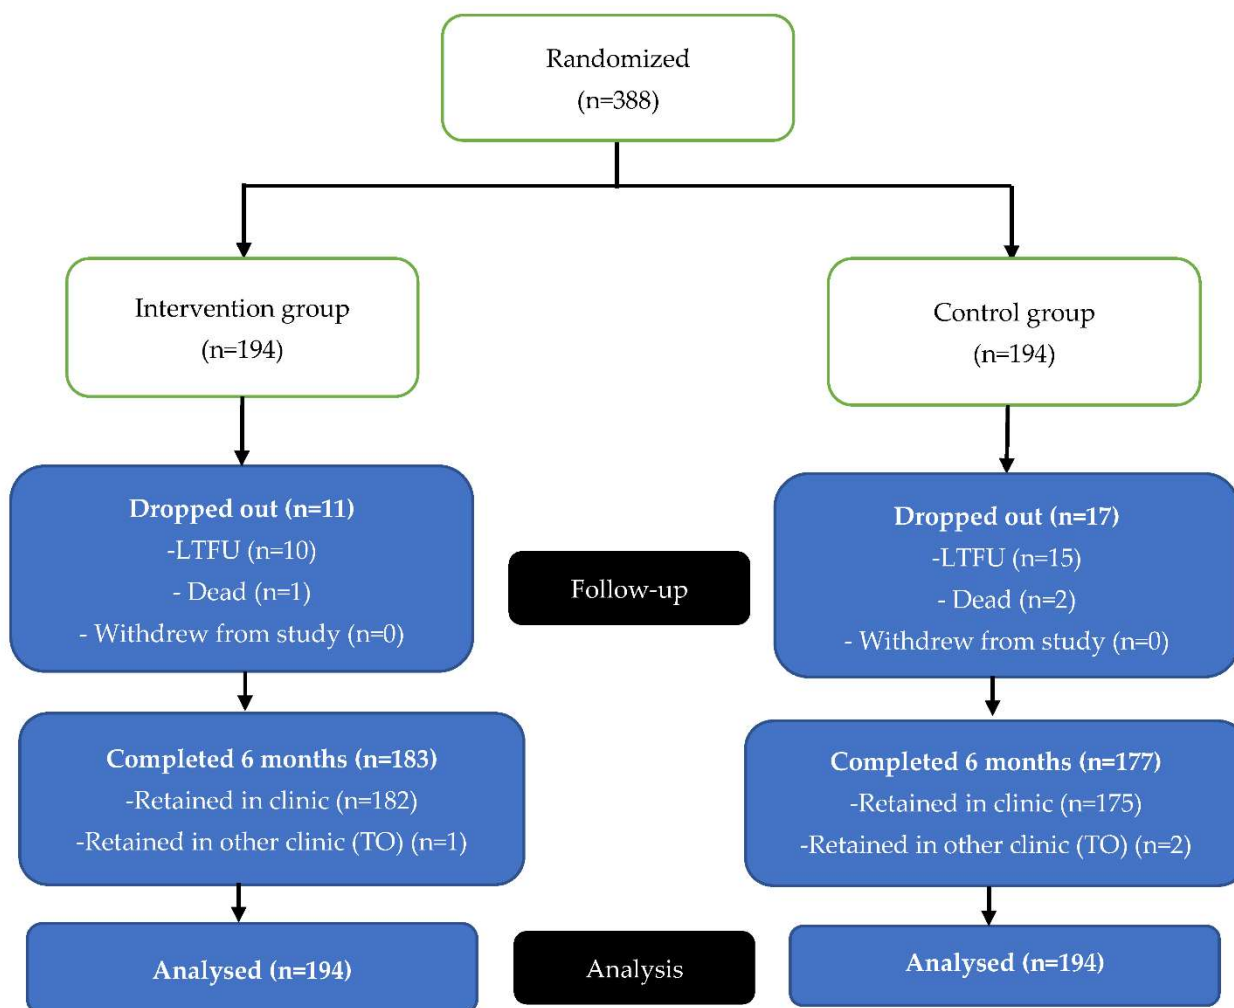 Randomized
(n=388)
Intervention group
(n=194)
Control group
(n=194)
Dropped out (n=11)
-LTFU (n=10)
- Dead (n=1)
- Withdrew from study (n=0)
Follow-up
Dropped out (n=17)
-LTFU (n=15)
- Dead (n=2)
- Withdrew from study (n=0)
Completed 6 months (n=183)
-Retained in clinic (n=182)
-Retained in other clinic (TO) (n=1)
Completed 6 months (n=177)
-Retained in clinic (n=175)
-Retained in other clinic (TO) (n=2)
Analysed (n=194)
Analysis
Analysed (n=194)